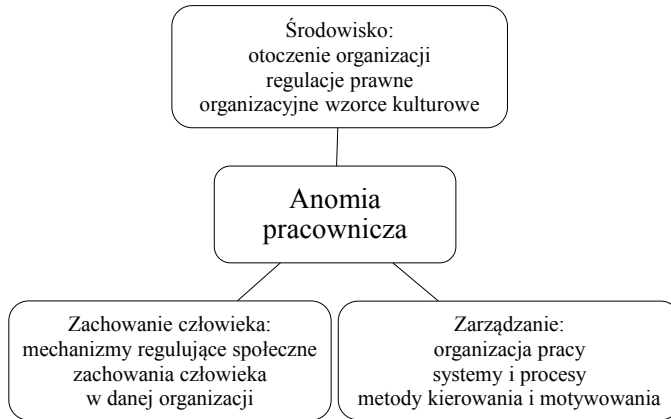 Środowisko:
otoczenie organizacji
regulacje prawne
organizacyjne wzorce kulturowe
Anomia
pracownicza
Zachowanie człowieka:
mechanizmy regulujące społeczne
zachowania człowieka
w danej organizacji
Zarządzanie:
organizacja pracy
systemy i procesy
metody kierowania i motywowania